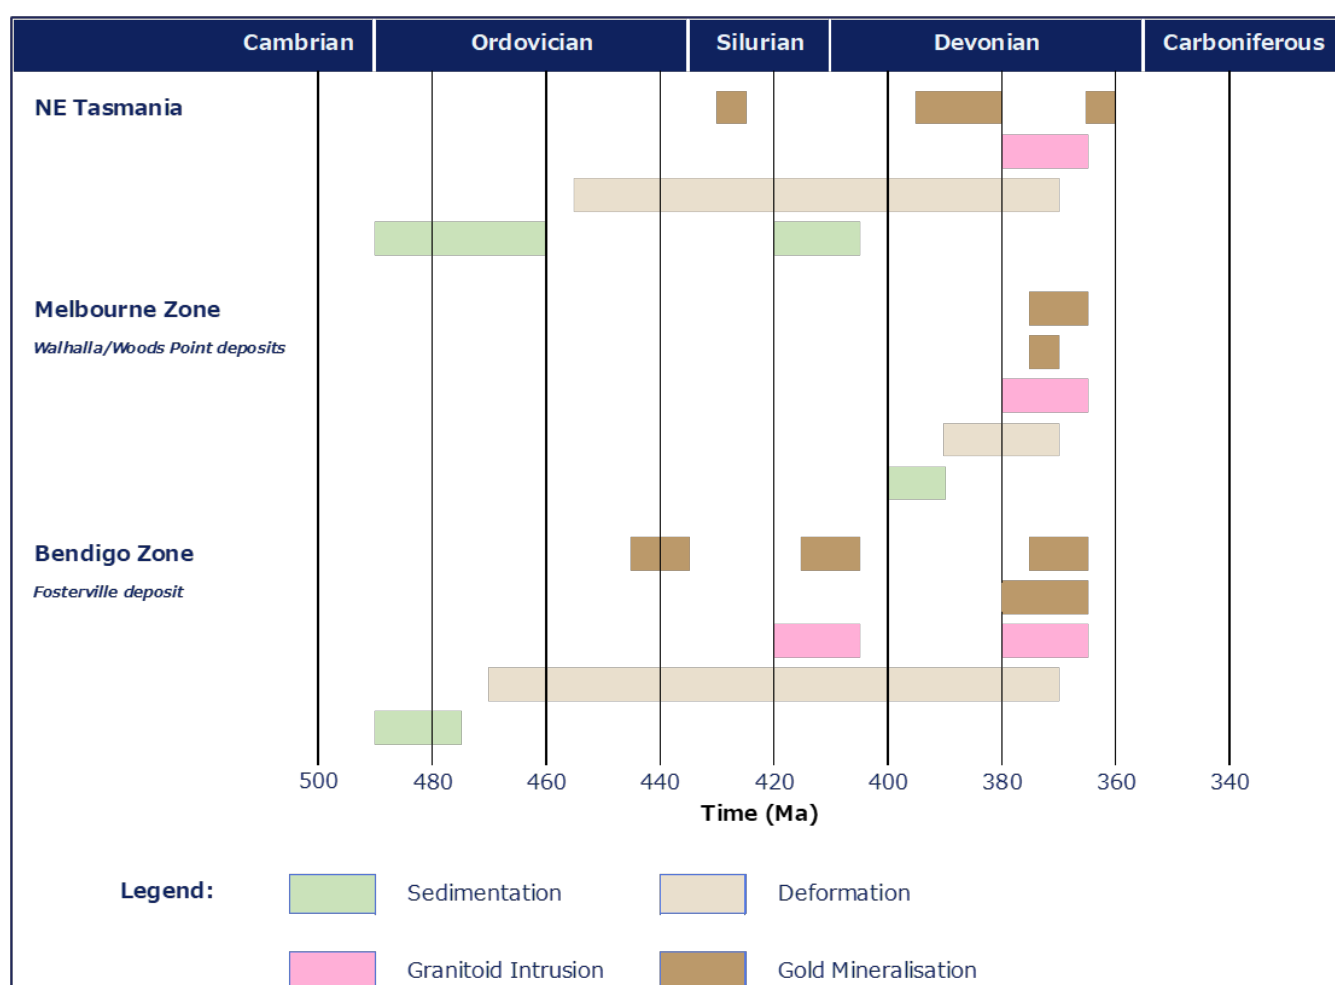 Cambrian Ordovician Silurian Devonian Carboniferous
NE Tasmania
Melbourne Zone
Walhalla/Woods Point deposits
Bendigo Zone
Fosterville deposit
500 480 460 440 420 400 380 360 340
Time (Ma)
Legend: Sedimentation Deformation
Granitoid Intrusion Gold Mineralisation